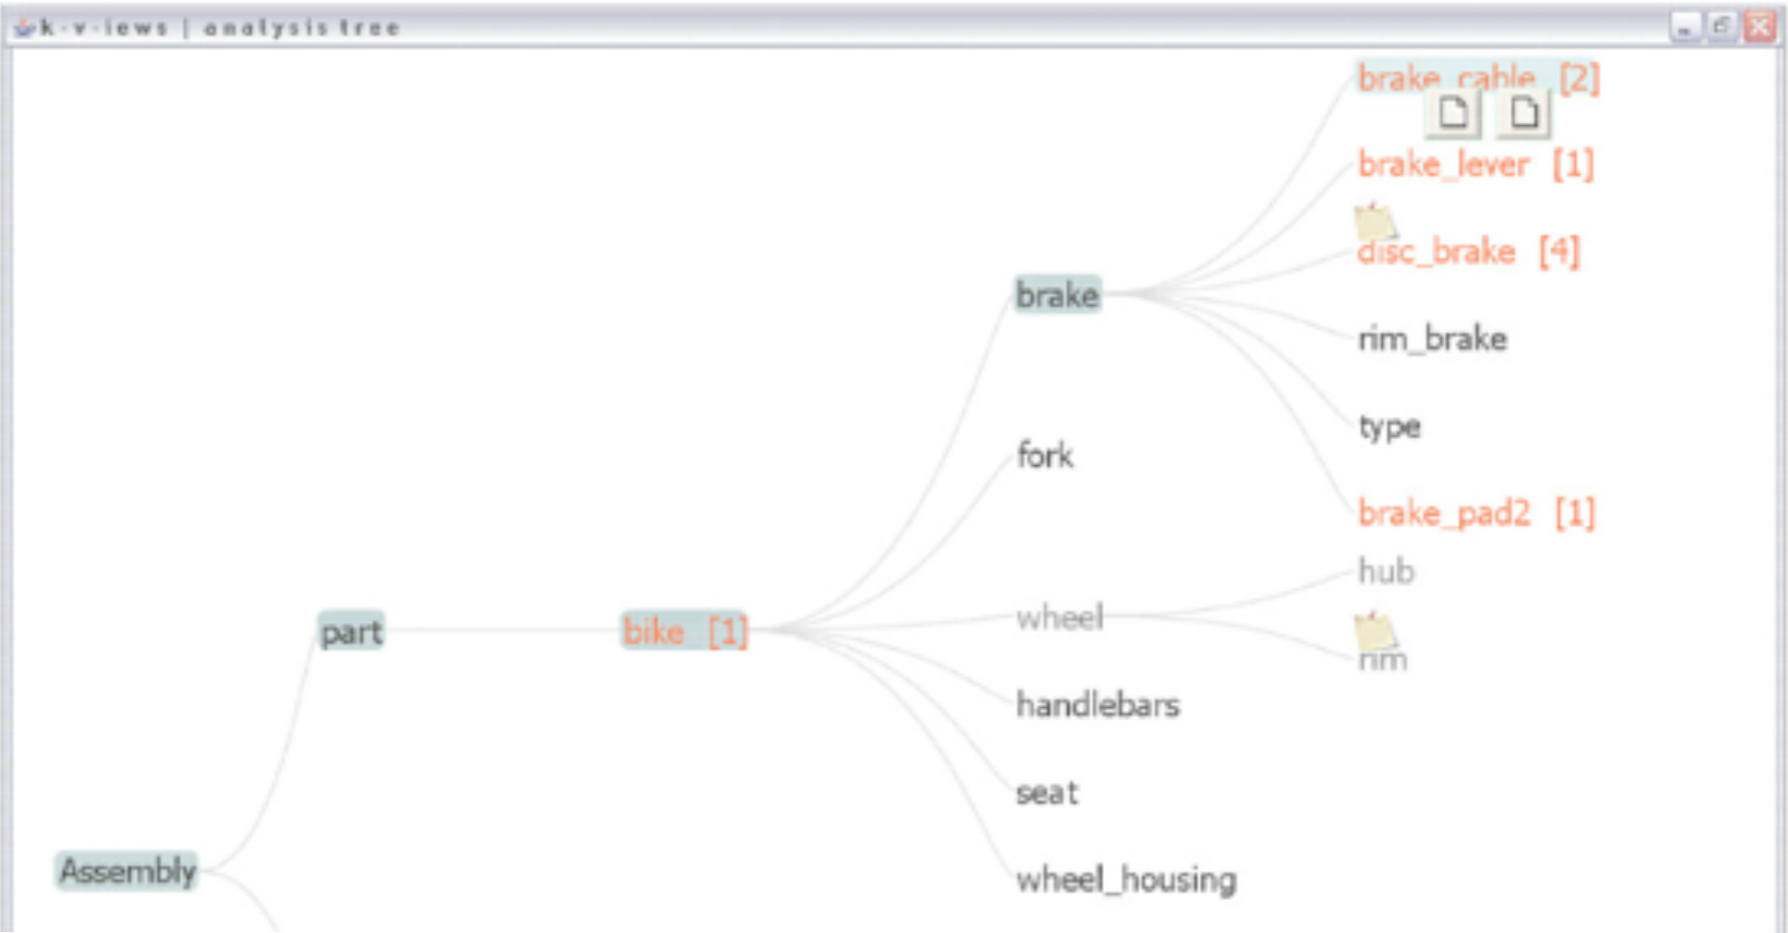 k-v-iews | analysis tree
brake_cable [2]
brake_lever [1]
disc_brake [4]
brake
rim_brake
type
fork
brake_pad2 [1]
hub
wheel
part
bike [1]
rim
handlebars
seat
Assembly
wheel_housing